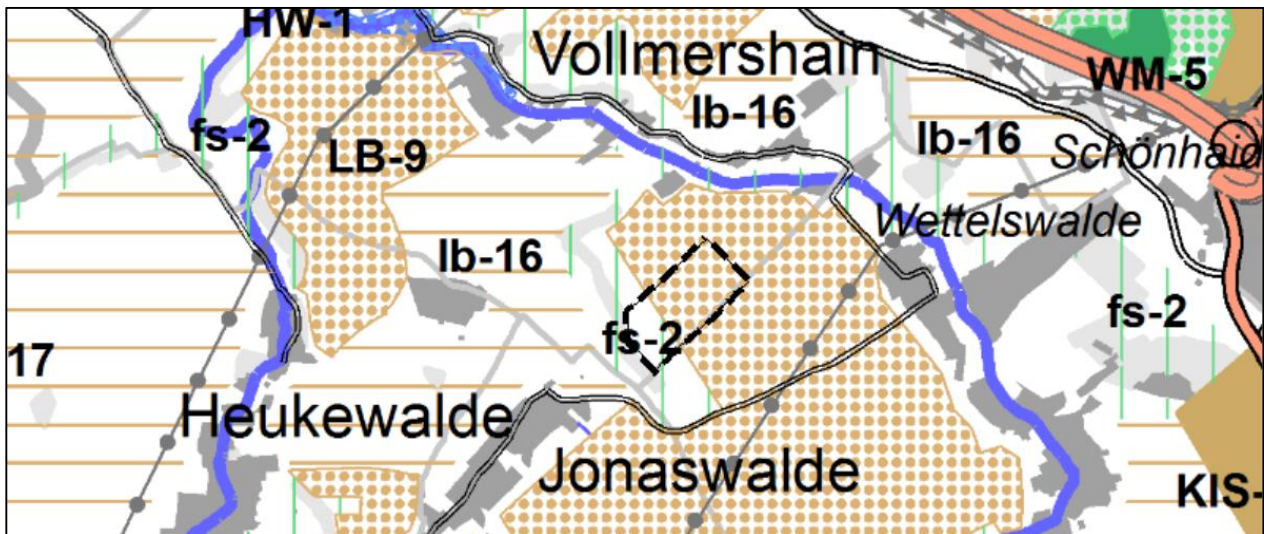 HW-1
Vollmershain
WM-5
lb-16
fs-2
LB-9
lb-16
Schönhaid
Wettelswalde
lb-16
fs-2
fs-2
17
Heukewalde
Jonaswalde
KIS-